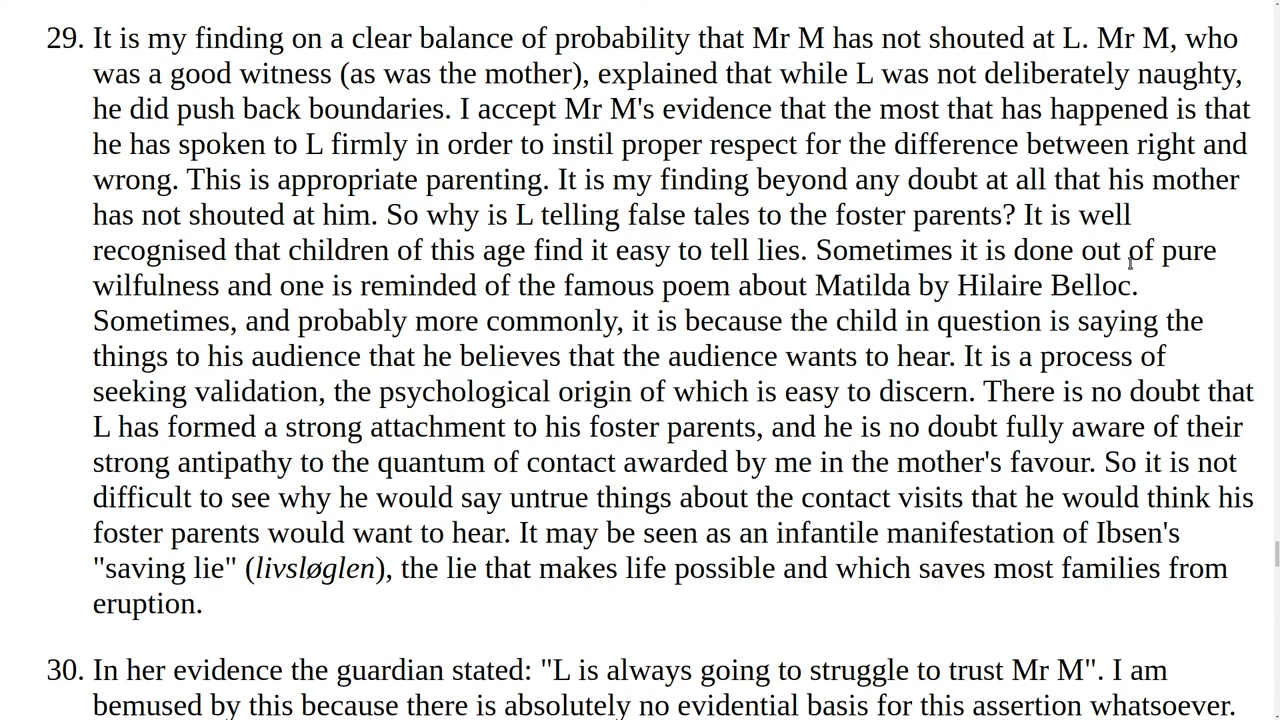 29. It is my finding on a clear balance of probability that Mr M has not shouted at L. Mr M, who
was a good witness (as was the mother), explained that while L was not deliberately naughty,
he did push back boundaries. I accept Mr M's evidence that the most that has happened is that
he has spoken to L firmly in order to instil proper respect for the difference between right and
wrong. This is appropriate parenting. It is my finding beyond any doubt at all that his mother
has not shouted at him. So why is L telling false tales to the foster parents? It is well
recognised that children of this age find it easy to tell lies. Sometimes it is done out of pure
wilfulness and one is reminded of the famous poem about Matilda by Hilaire Belloc.
Sometimes, and probably more commonly, it is because the child in question is saying the
things to his audience that he believes that the audience wants to hear. It is a process of
seeking validation, the psychological origin of which is easy to discern. There is no doubt that
L has formed a strong attachment to his foster parents, and he is no doubt fully aware of their
strong antipathy to the quantum of contact awarded by me in the mother's favour. So it is not
difficult to see why he would say untrue things about the contact visits that he would think his
foster parents would want to hear. It may be seen as an infantile manifestation of Ibsen's
"saving lie" (livsløglen), the lie that makes life possible and which saves most families from
eruption.
30. In her evidence the guardian stated: "L is always going to struggle to trust Mr M". I am
bemused by this because there is absolutely no evidential basis for this assertion whatsoever.